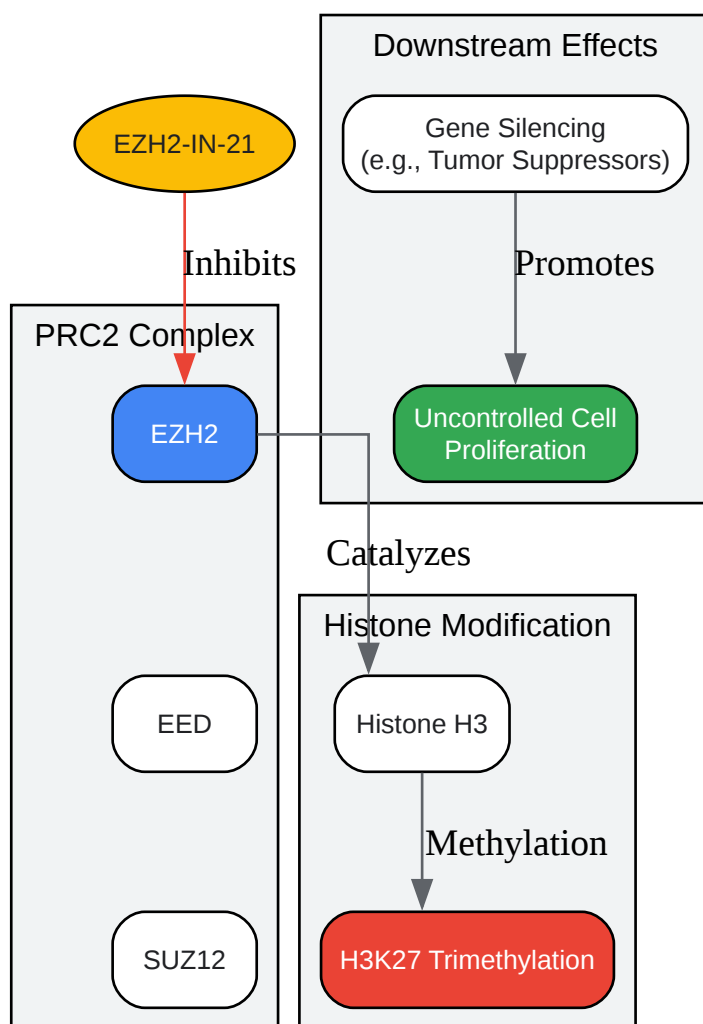 Downstream Effects
EZH2-IN-21
Gene Silencing
(e.g., Tumor Suppressors)
Inhibits
Promotes
PRC2 Complex
EZH2
Uncontrolled Cell
Proliferation
Catalyzes
Histone Modification
EED
Histone H3
Methylation
SUZ12
H3K27 Trimethylation